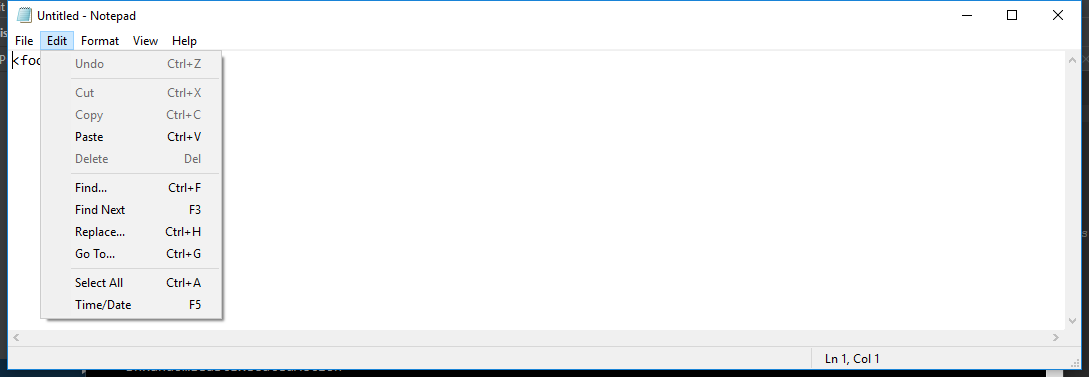 Untitled - Notepad
File Edit Format View Help
<foo
Undo Ctrl+Z
Cut Ctrl+X
Copy Ctrl+C
Paste Ctrl+V
Delete Del
Find... Ctrl+F
Find Next F3
Replace... Ctrl+H
Go To... Ctrl+G
Select All Ctrl+A
Time/Date F5
Ln 1, Col 1